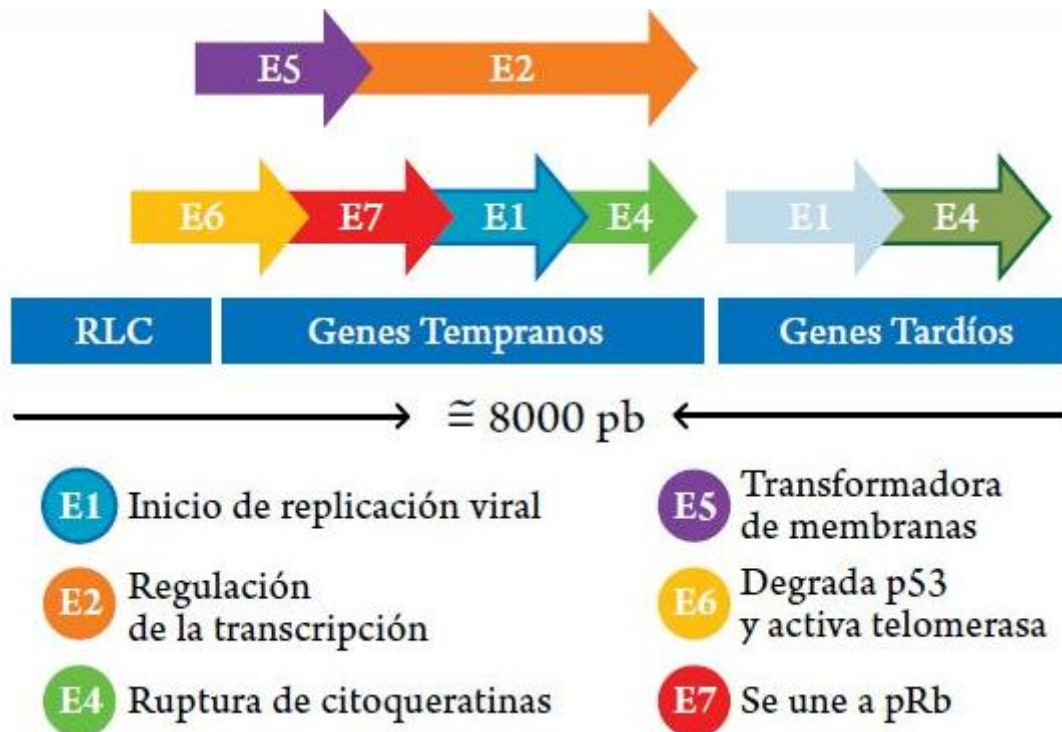 E5 E2
E6 E7 E1 E4 E1 E4
RLC Genes Tempranos Genes Tardíos
≅ 8000 pb
E1 Inicio de replicación viral
E2 Regulación
de la transcripción
E4 Ruptura de citoqueratinas
E5 Transformadora
de membranas
E6 Degrada p53
y activa telomerasa
E7 Se une a pRb